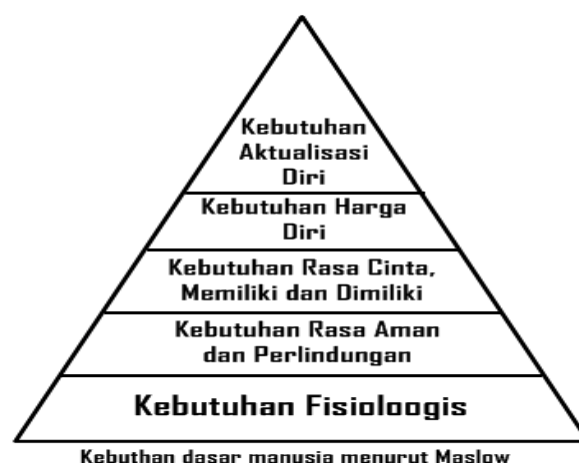 Kebutuhan
Aktualisasi
Diri
Kebutuhan Harga
Diri
Kebutuhan Rasa Cinta,
Memiliki dan Dimiliki
Kebutuhan Rasa Aman
dan Perlindungan
Kebutuhan Fisioloogis
Kebuthan dasar manusia menurut Maslow